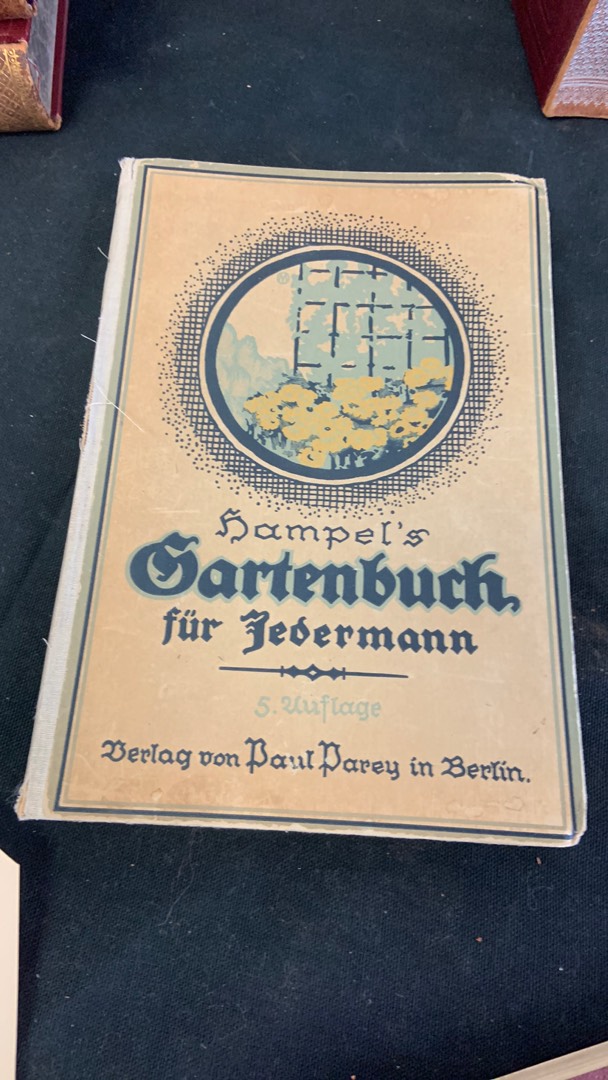 Hampel's
Gartenbuch
für Jedermann
5. Auflage
Verlag von Paul Parey in Berlin.